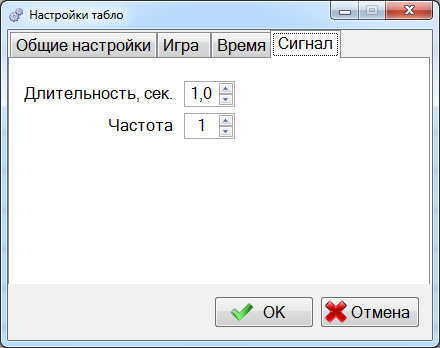 Настройки табло
Общие настройки Игра Время Сигнал
Длительность, сек. 1,0
Частота 1
OK Отмена